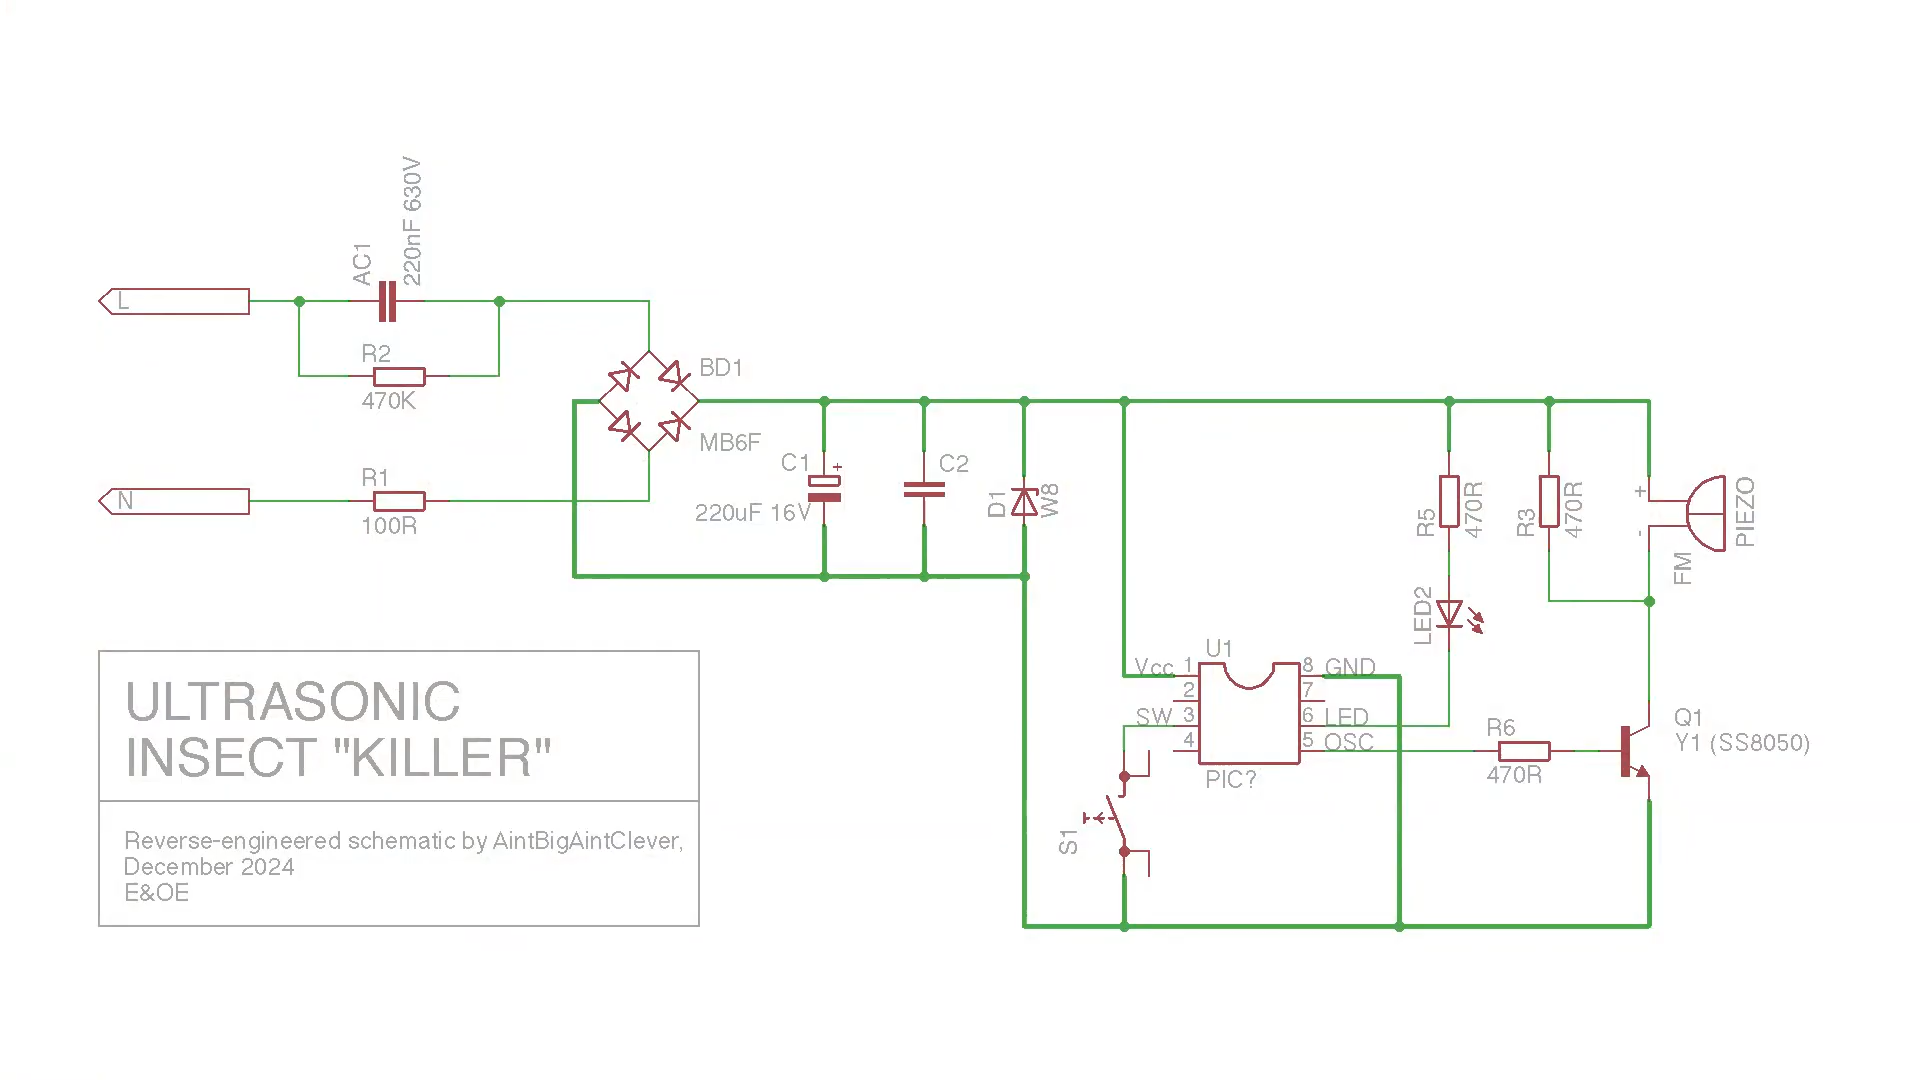 220nF 630V
AC1
L
R2
470K
BD1
MB6F
N
R1
100R
C1
+
220uF 16V
C2
D1
W8
R5
470R
R3
470R
+
-
PIEZO
FM
LED2
U1
Vcc 1
2
SW 3
4
8 GND
7
6 LED
5 OSC
PIC?
R6
470R
Q1
Y1 (SS8050)
S1
ULTRASONIC
INSECT "KILLER"
Reverse-engineered schematic by AintBigAintClever,
December 2024
E&OE